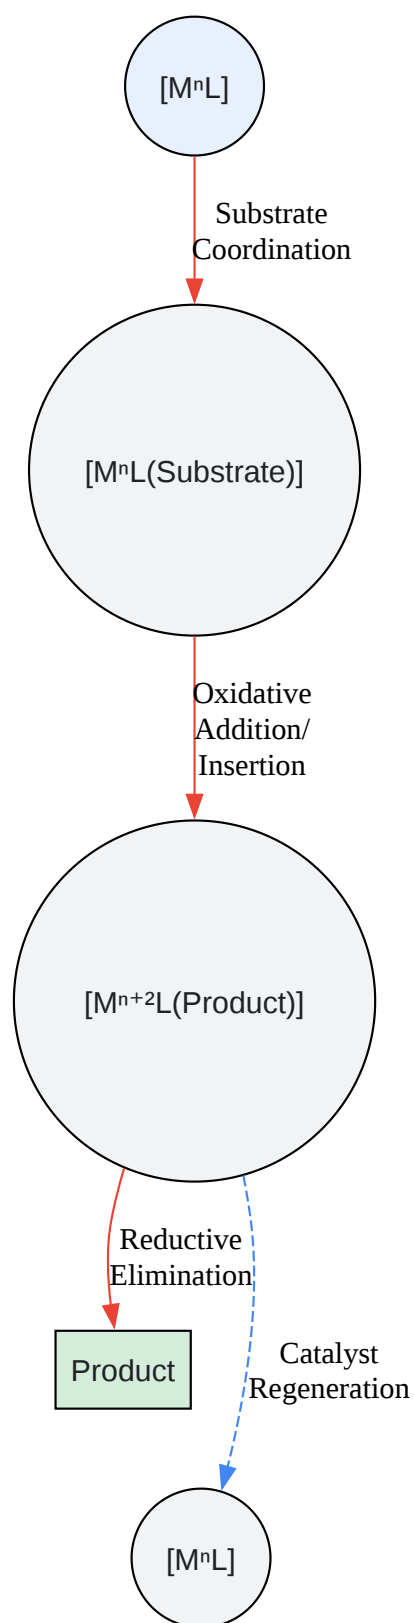 [MⁿL]
Substrate
Coordination
[MⁿL(Substrate)]
Oxidative
Addition/
Insertion
[Mⁿ⁺²L(Product)]
Reductive
Elimination
Product
Catalyst
Regeneration
[MⁿL]